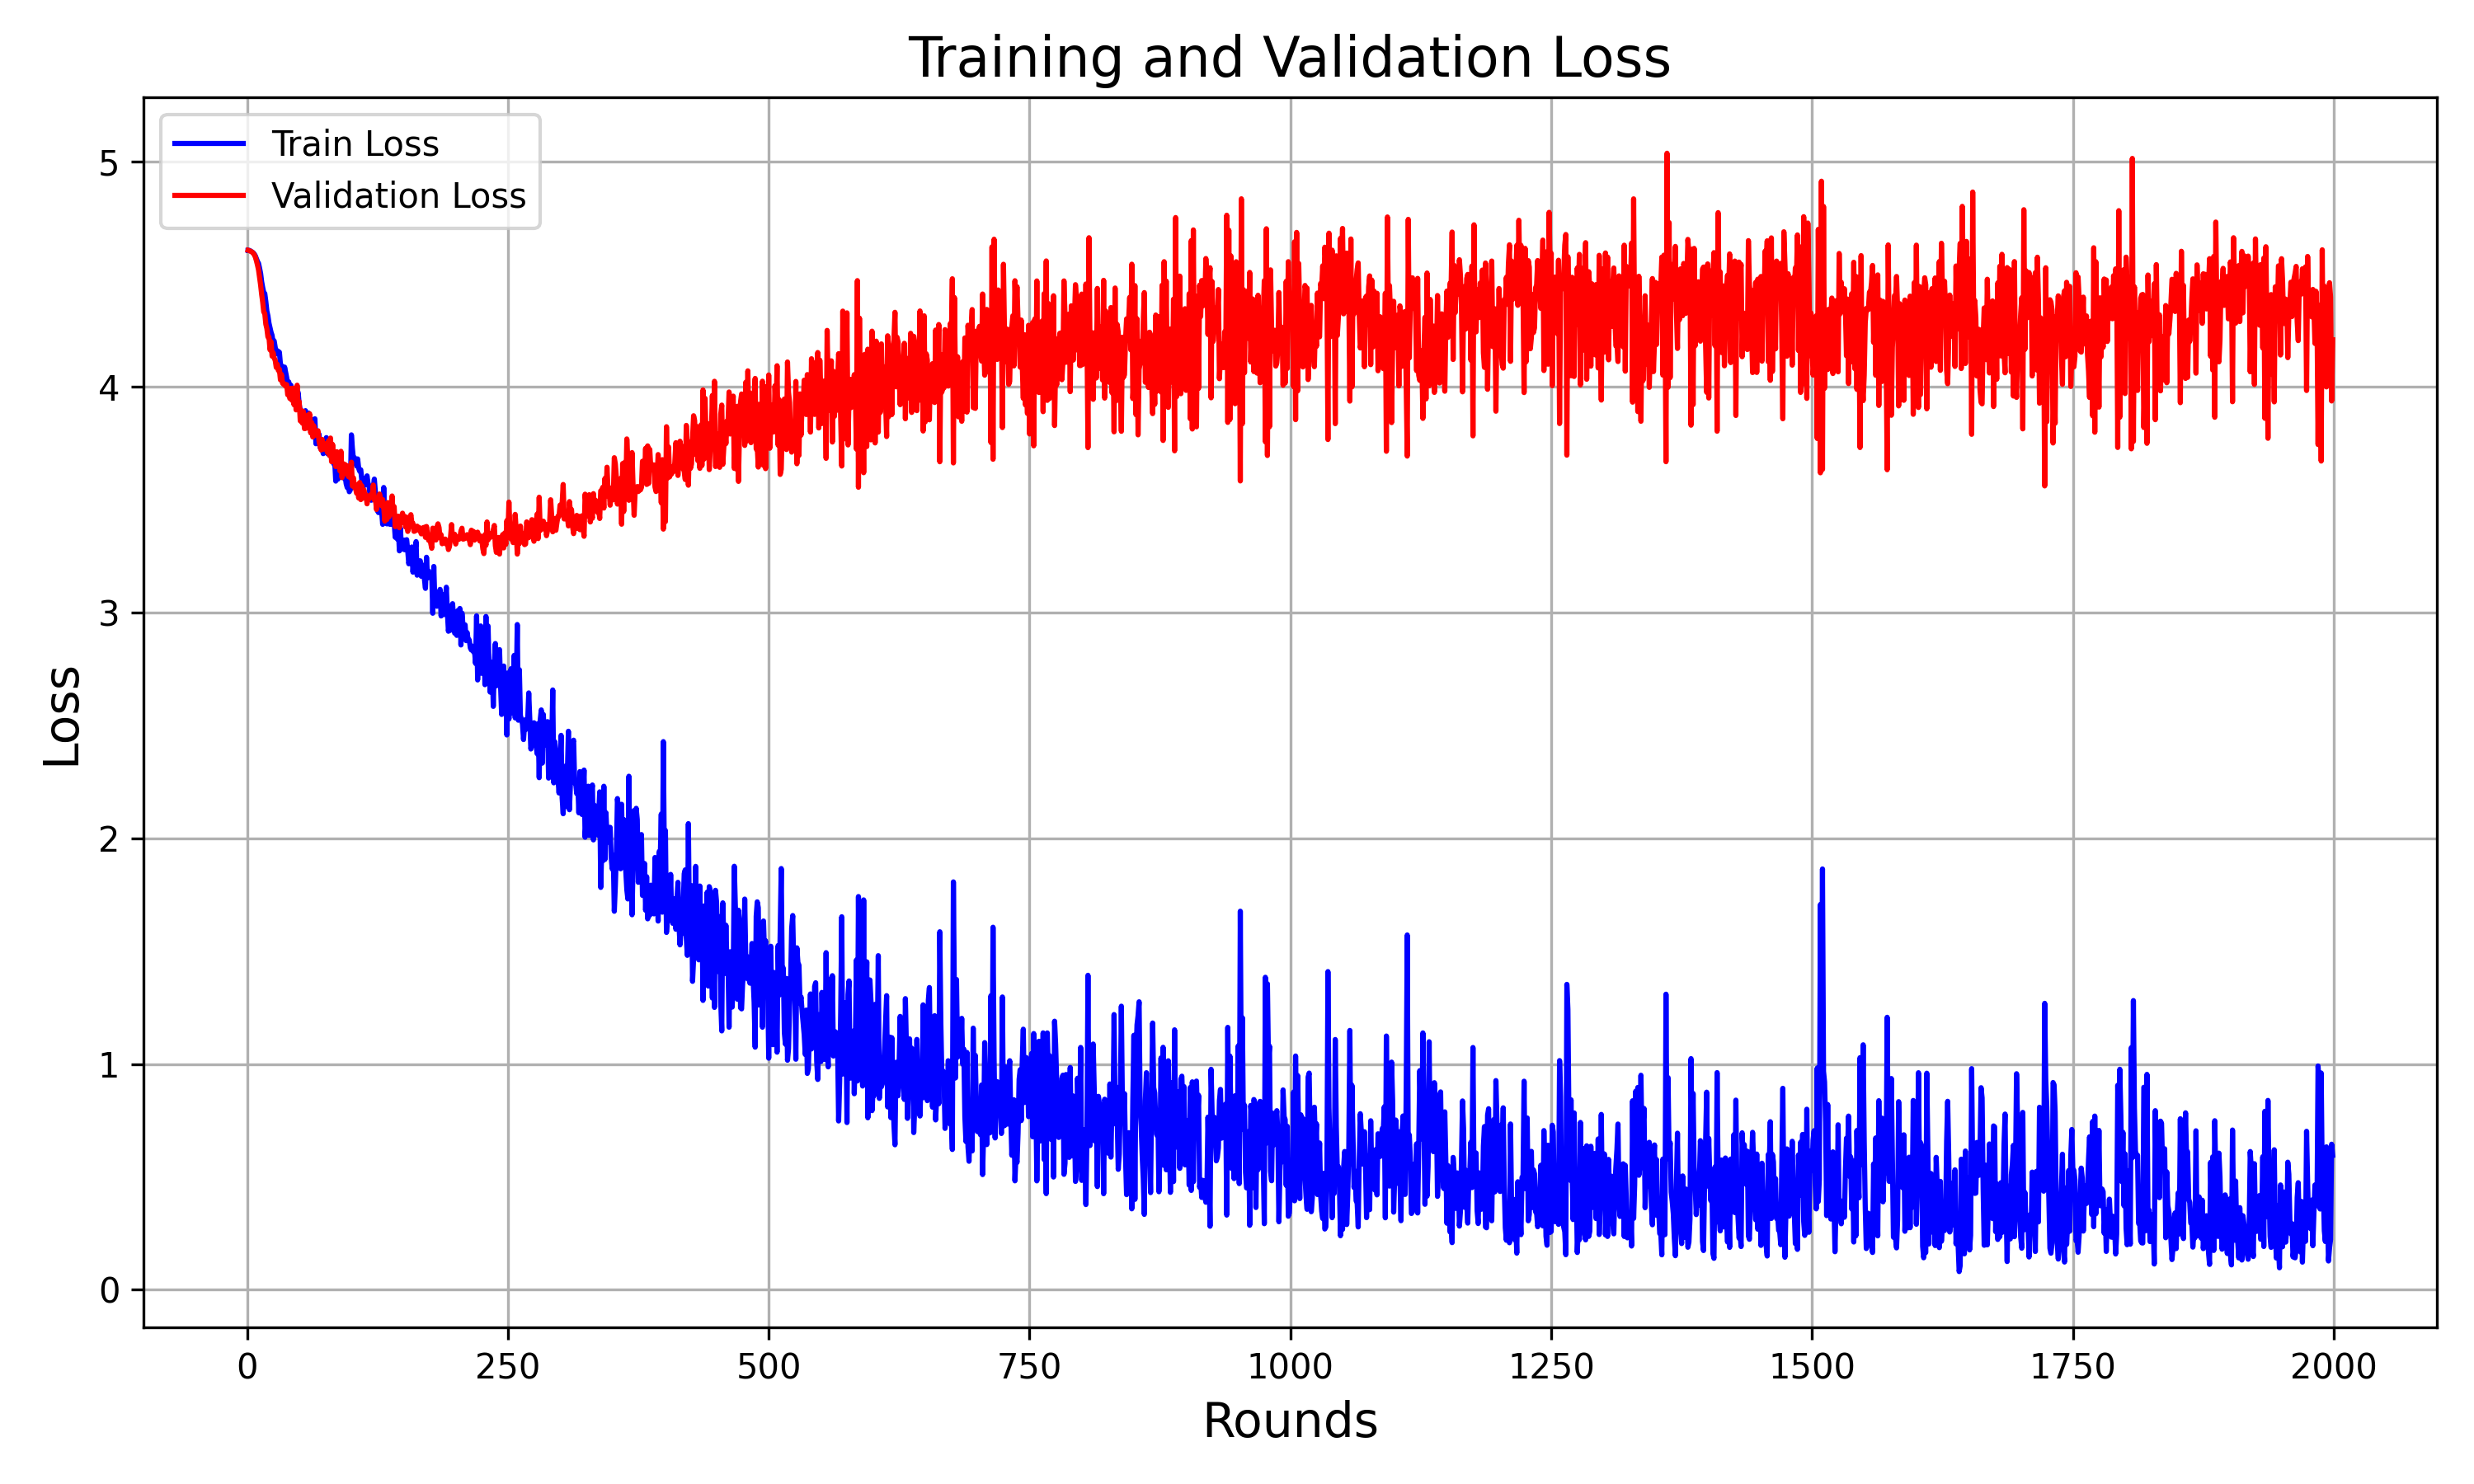 Training and Validation Loss
Train Loss
Validation Loss
5
4
3
2
1
0
Loss
0 250 500 750 1000 1250 1500 1750 2000
Rounds